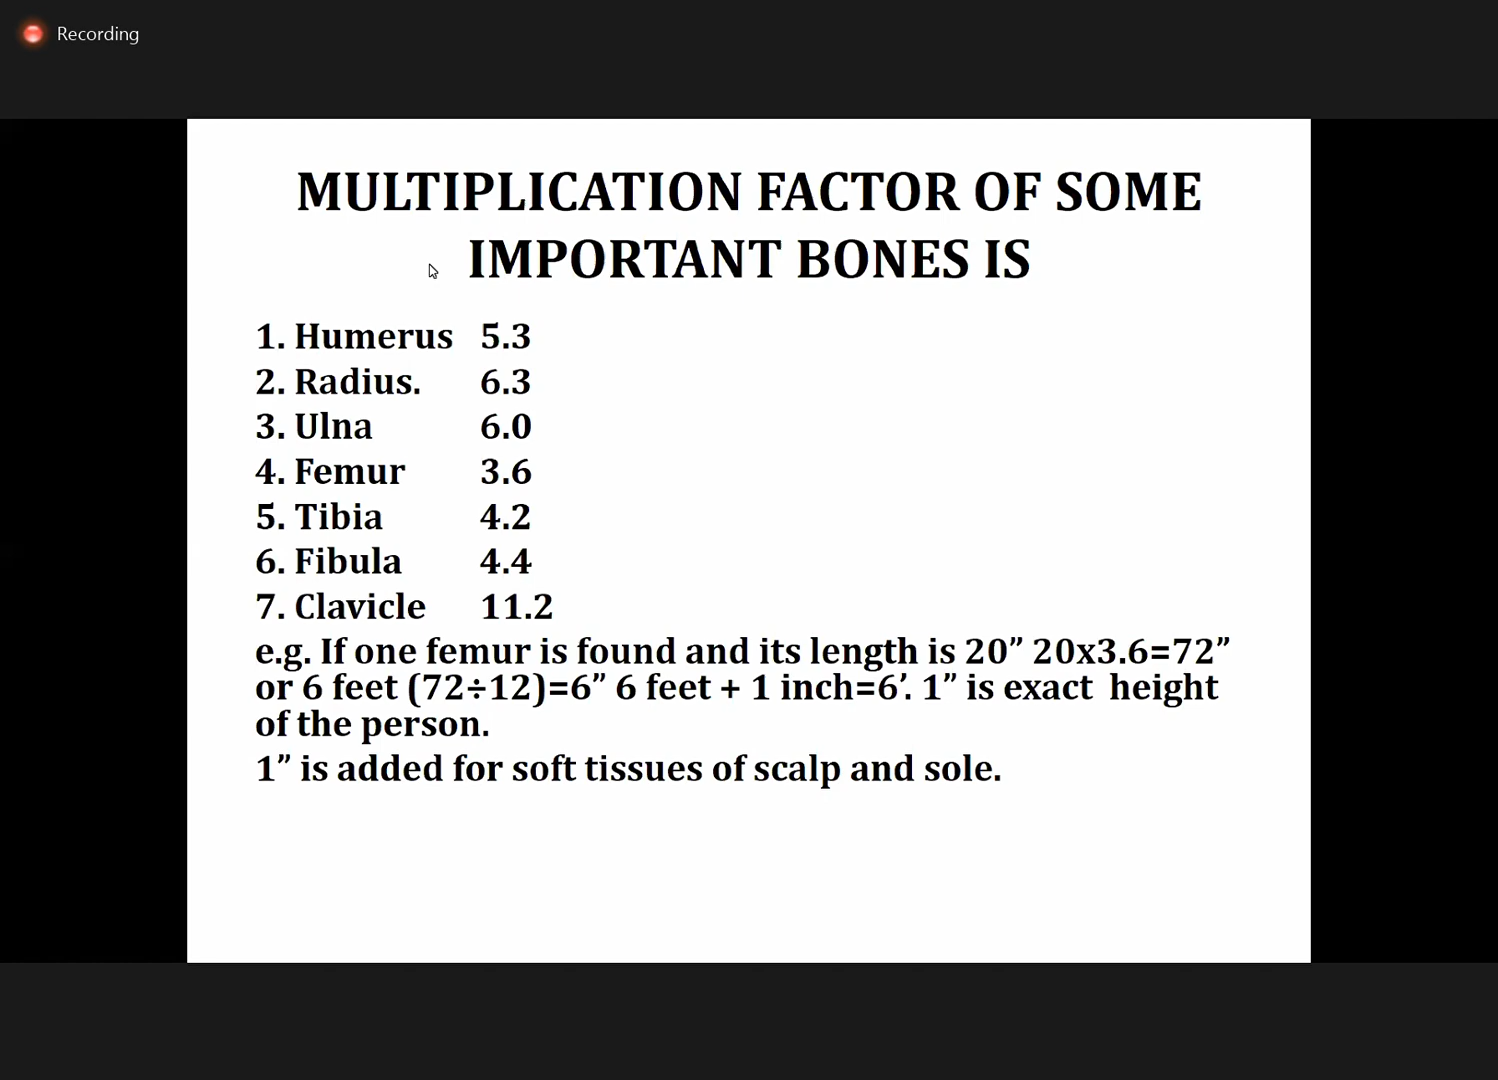 Recording
MULTIPLICATION FACTOR OF SOME
IMPORTANT BONES IS
1. Humerus 5.3
2. Radius. 6.3
3. Ulna 6.0
4. Femur 3.6
5. Tibia 4.2
6. Fibula 4.4
7. Clavicle 11.2
e.g. If one femur is found and its length is 20” 20x3.6=72”
or 6 feet (72÷12)=6” 6 feet + 1 inch=6’. 1” is exact height
of the person.
1” is added for soft tissues of scalp and sole.